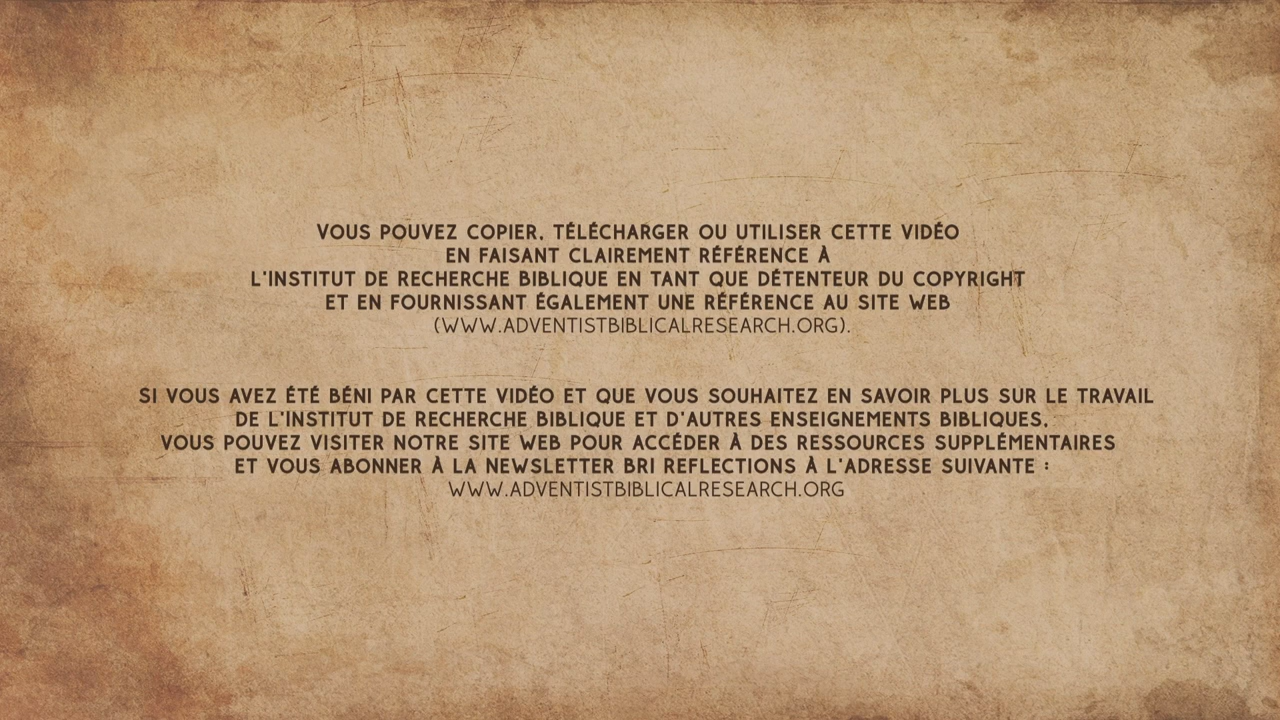 VOUS POUVEZ COPIER, TÉLÉCHARGER OU UTILISER CETTE VIDÉO
EN FAISANT CLAIREMENT RÉFÉRENCE À
L'INSTITUT DE RECHERCHE BIBLIQUE EN TANT QUE DÉTENTEUR DU COPYRIGHT
ET EN FOURNISSANT ÉGALEMENT UNE RÉFÉRENCE AU SITE WEB
(WWW.ADVENTISTBIBLICALRESEARCH.ORG).
SI VOUS AVEZ ÉTÉ BÉNI PAR CETTE VIDÉO ET QUE VOUS SOUHAITEZ EN SAVOIR PLUS SUR LE TRAVAIL
DE L'INSTITUT DE RECHERCHE BIBLIQUE ET D'AUTRES ENSEIGNEMENTS BIBLIQUES,
VOUS POUVEZ VISITER NOTRE SITE WEB POUR ACCÉDER À DES RESSOURCES SUPPLÉMENTAIRES
ET VOUS ABONNER À LA NEWSLETTER BRI REFLECTIONS À L'ADRESSE SUIVANTE :
WWW.ADVENTISTBIBLICALRESEARCH.ORG